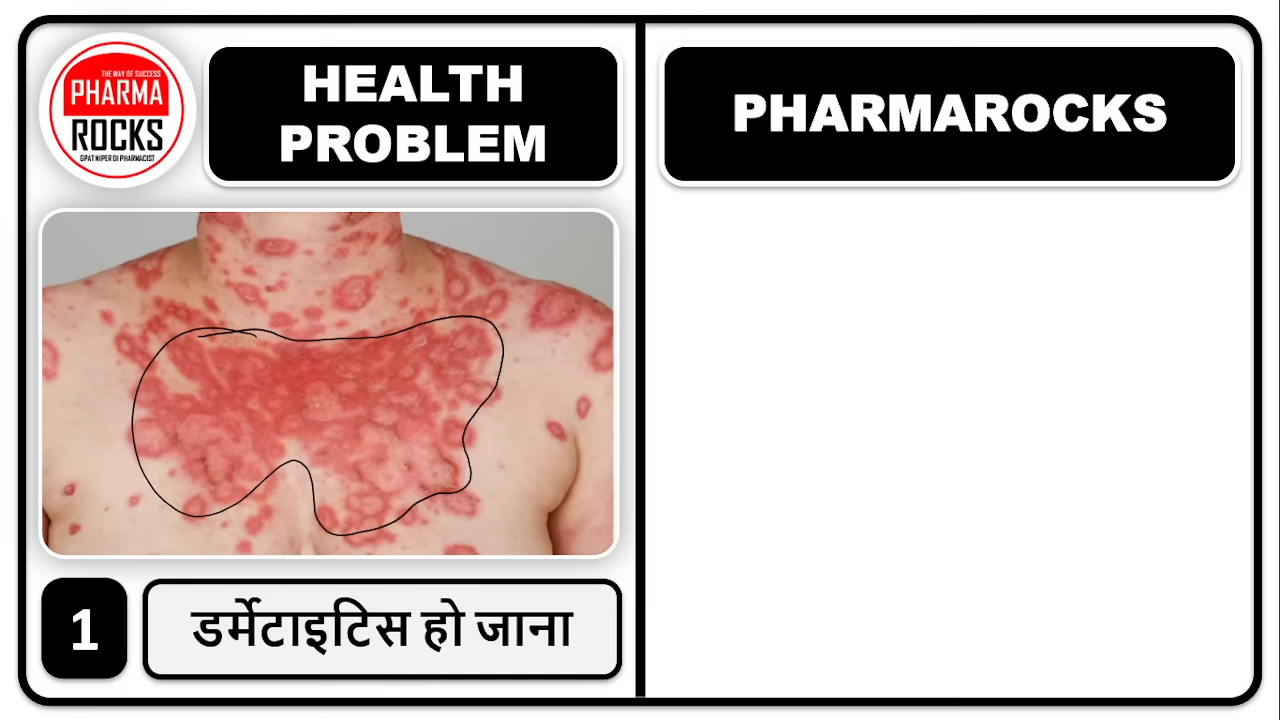 THE WAY OF SUCCESS
PHARMA
ROCKS
GPAT NIPER DI PHARMACIST
HEALTH
PROBLEM
PHARMAROCKS
1
डर्मेटाइटिस हो जाना